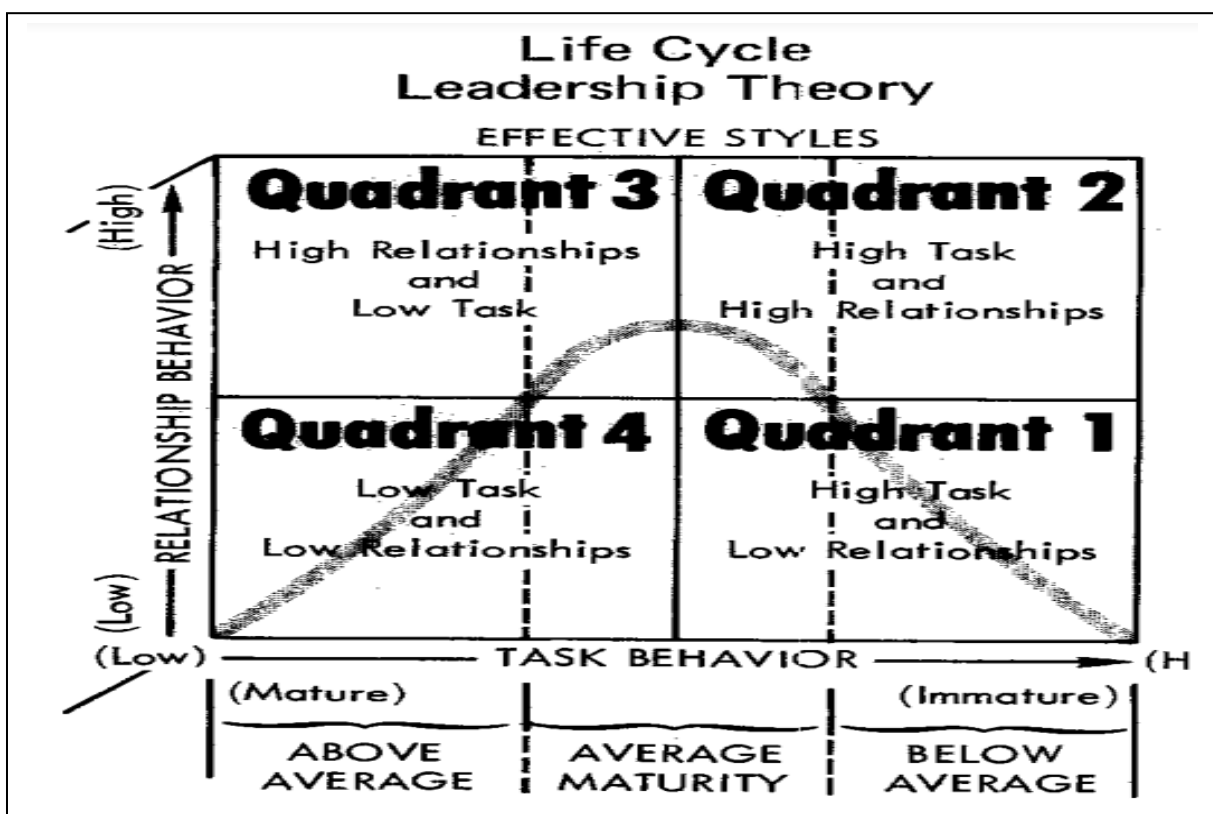 Life Cycle
Leadership Theory
EFFECTIVE STYLES
Quadrant 3
High Relationships
and
Low Task
Quadrant 2
High Task
and
High Relationships
Quadrant 4
Low Task
and
Low Relationships
Quadrant 1
High Task
and
Low Relationships
(High)
RELATIONSHIP BEHAVIOR
(Low)
(Low)
TASK BEHAVIOR
(H
(Mature)
(Immature)
ABOVE
AVERAGE
AVERAGE
MATURITY
BELOW
AVERAGE